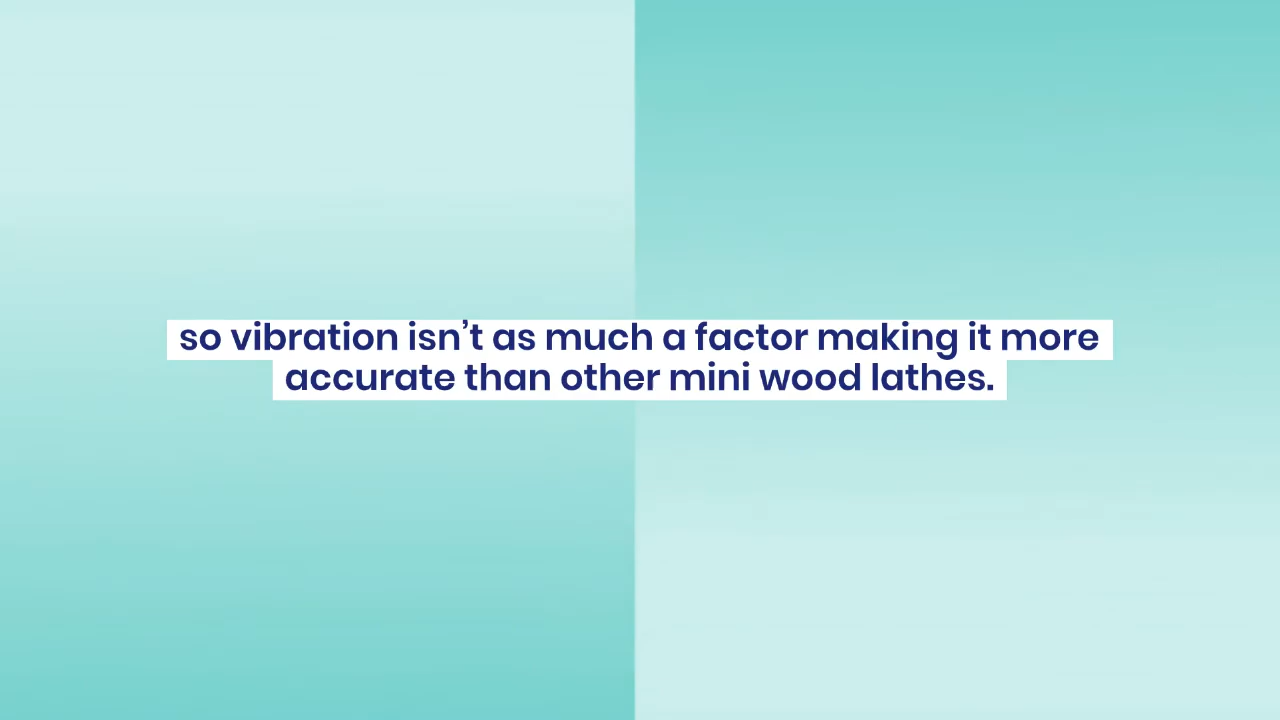 so vibration isn’t as much a factor making it more
accurate than other mini wood lathes.